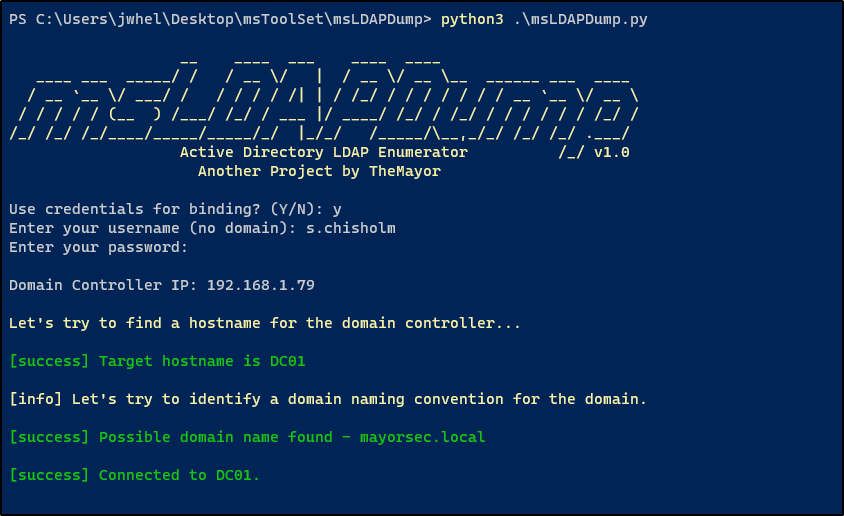 PS C:\Users\jwhel\Desktop\msToolSet\msLDAPDump> python3 .\msLDAPDump.py
msLDAPDump
Active Directory LDAP Enumerator v1.0
Another Project by TheMayor
Use credentials for binding? (Y/N): y
Enter your username (no domain): s.chisholm
Enter your password:
Domain Controller IP: 192.168.1.79
Let's try to find a hostname for the domain controller...
[success] Target hostname is DC01
[info] Let's try to identify a domain naming convention for the domain.
[success] Possible domain name found - mayorsec.local
[success] Connected to DC01.